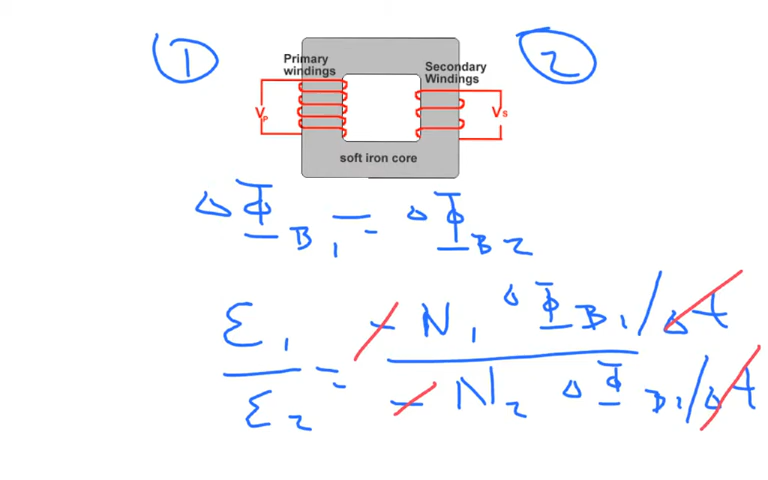 ① ②
Primary
windings
Secondary
Windings
Vp Vs
soft iron core
ΔΦB1 = ΔΦB2
ε1 / ε2 = -N1 ΔΦB1/Δt / -N2 ΔΦB1/Δt